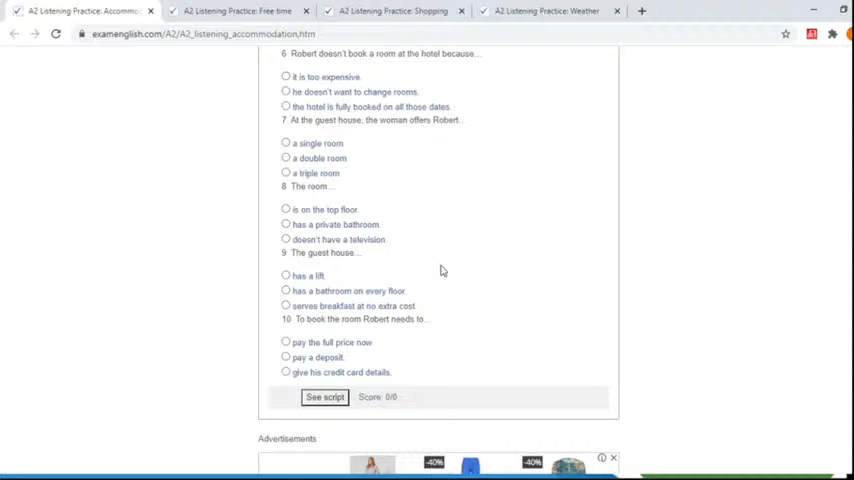 A2 Listening Practice: Accommo
A2 Listening Practice: Free time
A2 Listening Practice: Shopping
A2 Listening Practice: Weather
examenglish.com/A2/A2_listening_accommodation.htm
6 Robert doesn't book a room at the hotel because...
it is too expensive.
he doesn't want to change rooms.
the hotel is fully booked on all those dates.
7 At the guest house, the woman offers Robert...
a single room
a double room
a triple room
8 The room...
is on the top floor.
has a private bathroom.
doesn't have a television.
9 The guest house...
has a lift
has a bathroom on every floor.
serves breakfast at no extra cost
10 To book the room Robert needs to...
pay the full price now.
pay a deposit.
give his credit card details.
See script Score: 0/0
Advertisements
-40% -40%